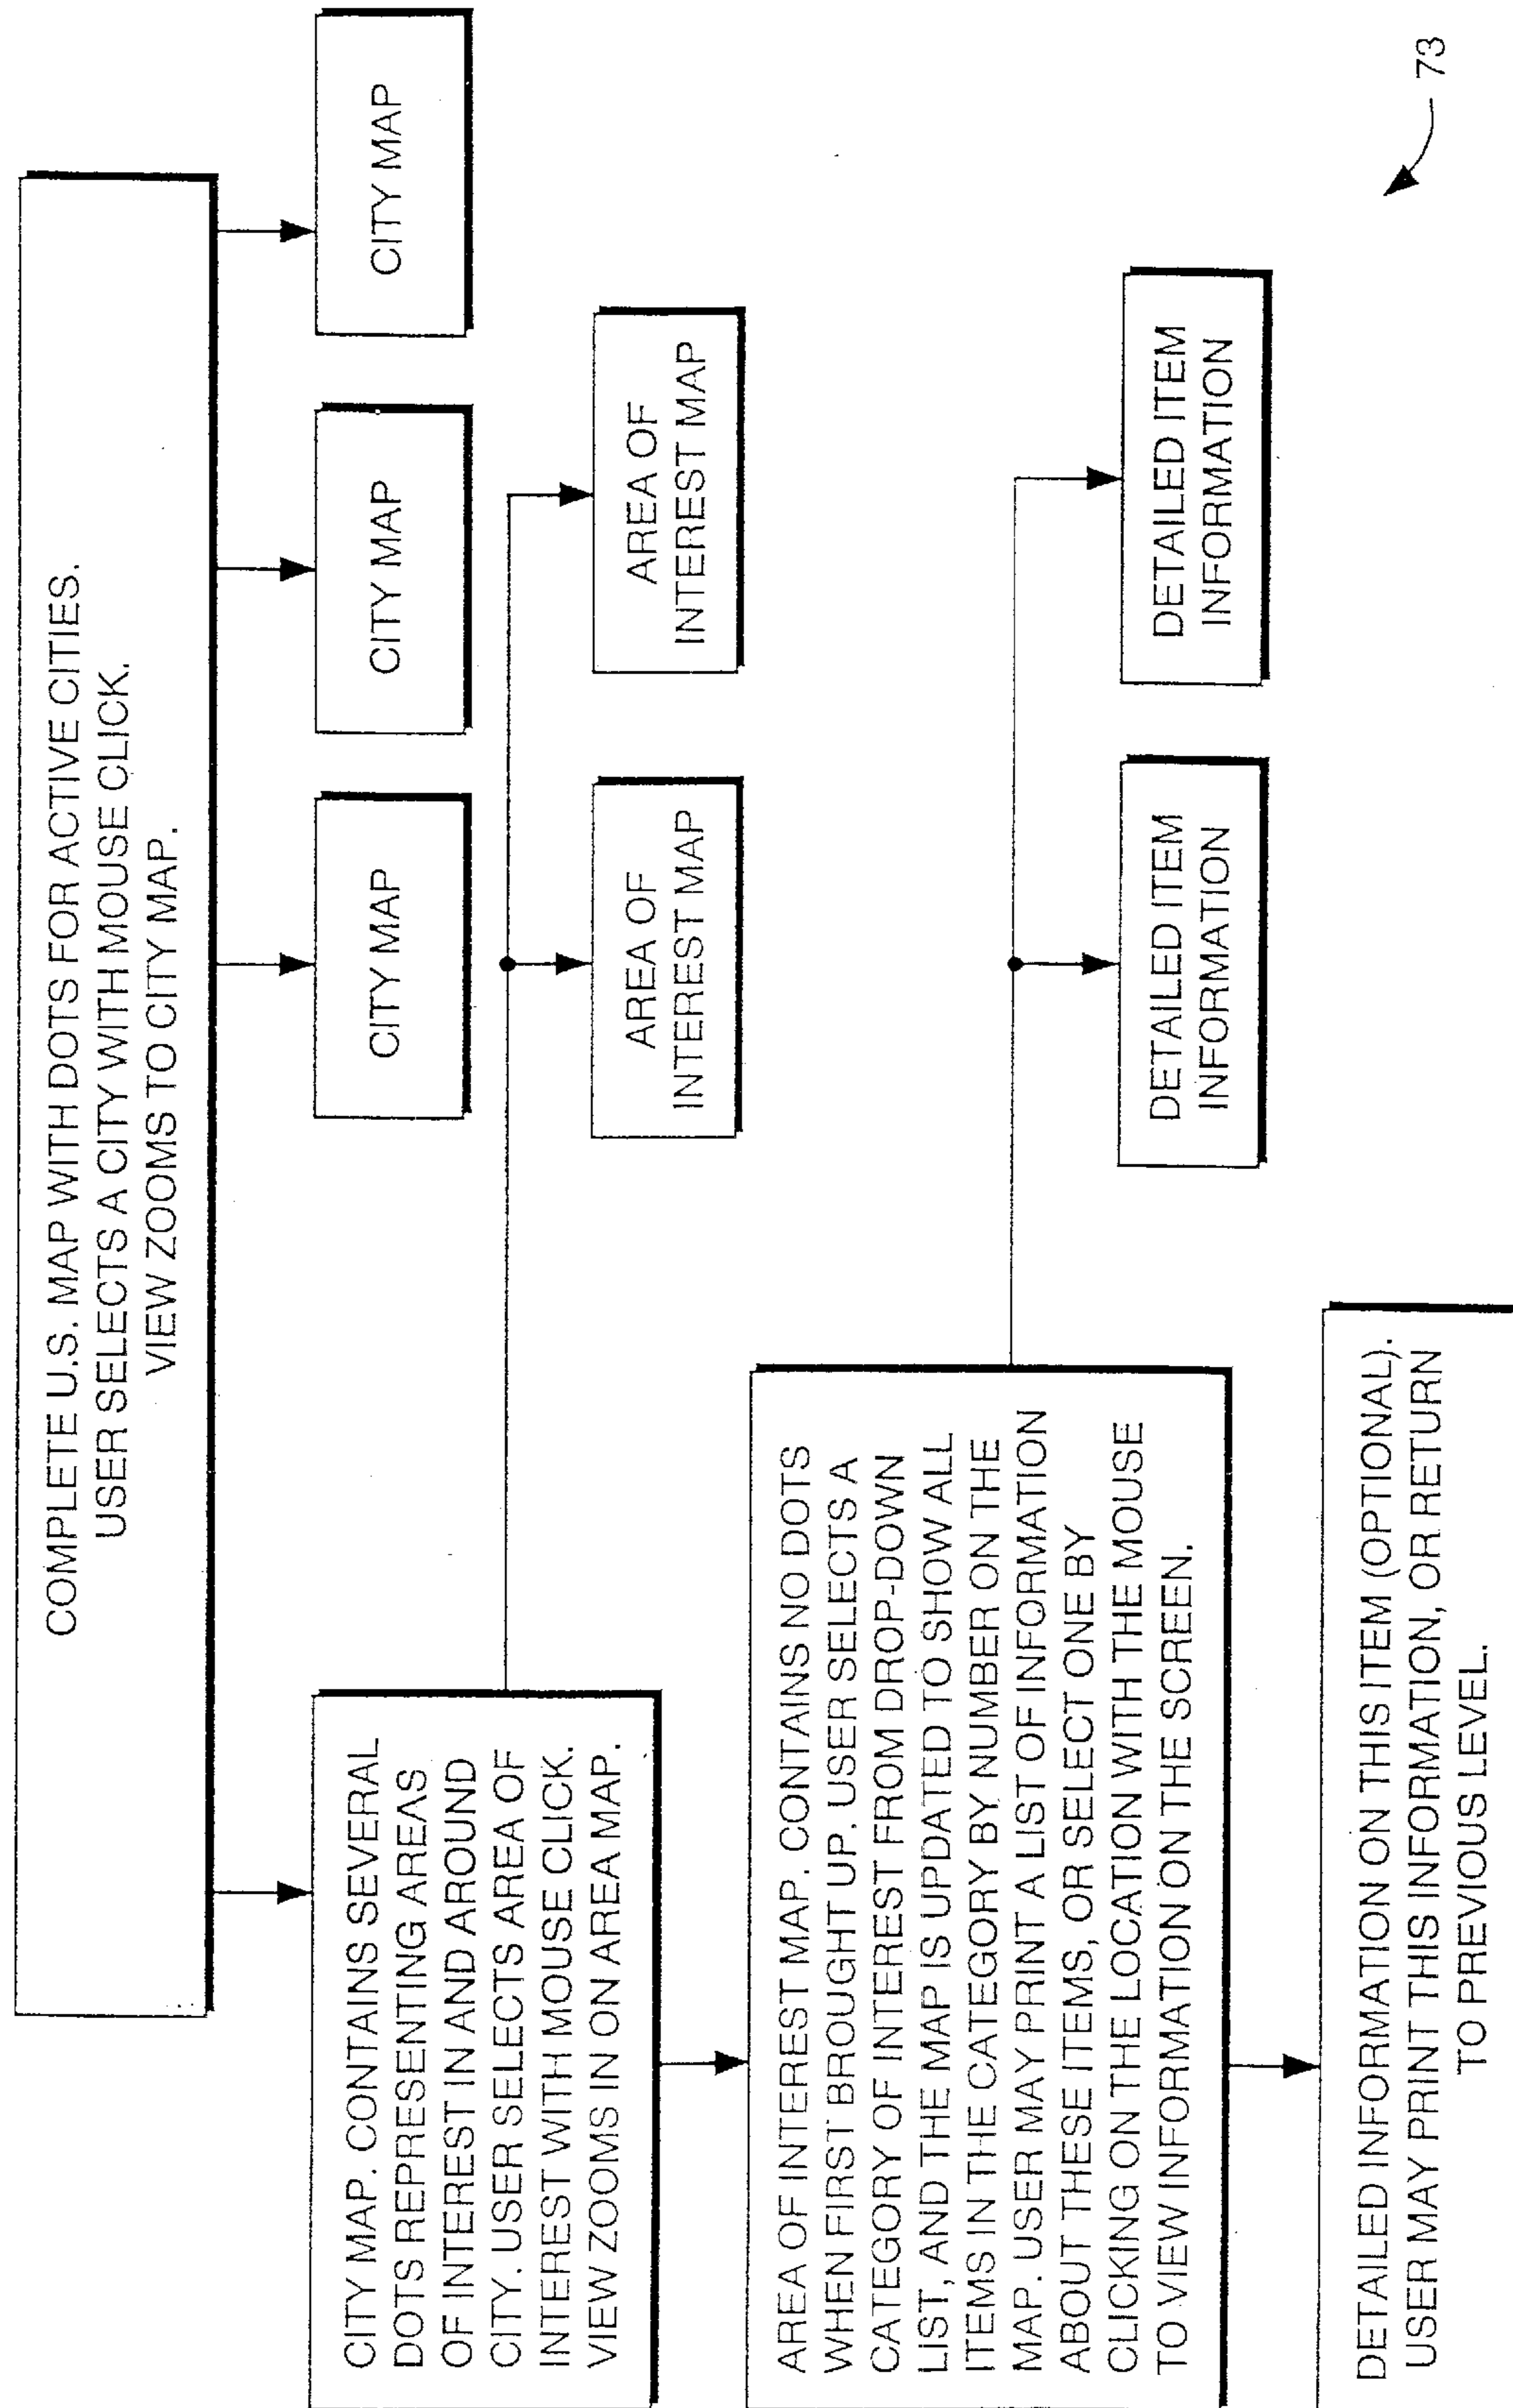 COMPLETE U.S. MAP WITH DOTS FOR ACTIVE CITIES.
USER SELECTS A CITY WITH MOUSE CLICK.
VIEW ZOOMS TO CITY MAP.
CITY MAP. CONTAINS SEVERAL
DOTS REPRESENTING AREAS
OF INTEREST IN AND AROUND
CITY. USER SELECTS AREA OF
INTEREST WITH MOUSE CLICK.
VIEW ZOOMS IN ON AREA MAP.
CITY MAP
CITY MAP
CITY MAP
AREA OF
INTEREST MAP
AREA OF
INTEREST MAP
AREA OF INTEREST MAP. CONTAINS NO DOTS
WHEN FIRST BROUGHT UP. USER SELECTS A
CATEGORY OF INTEREST FROM DROP-DOWN
LIST, AND THE MAP IS UPDATED TO SHOW ALL
ITEMS IN THE CATEGORY BY NUMBER ON THE
MAP. USER MAY PRINT A LIST OF INFORMATION
ABOUT THESE ITEMS, OR SELECT ONE BY
CLICKING ON THE LOCATION WITH THE MOUSE
TO VIEW INFORMATION ON THE SCREEN.
DETAILED ITEM
INFORMATION
DETAILED ITEM
INFORMATION
DETAILED INFORMATION ON THIS ITEM (OPTIONAL).
USER MAY PRINT THIS INFORMATION, OR RETURN
TO PREVIOUS LEVEL.
73